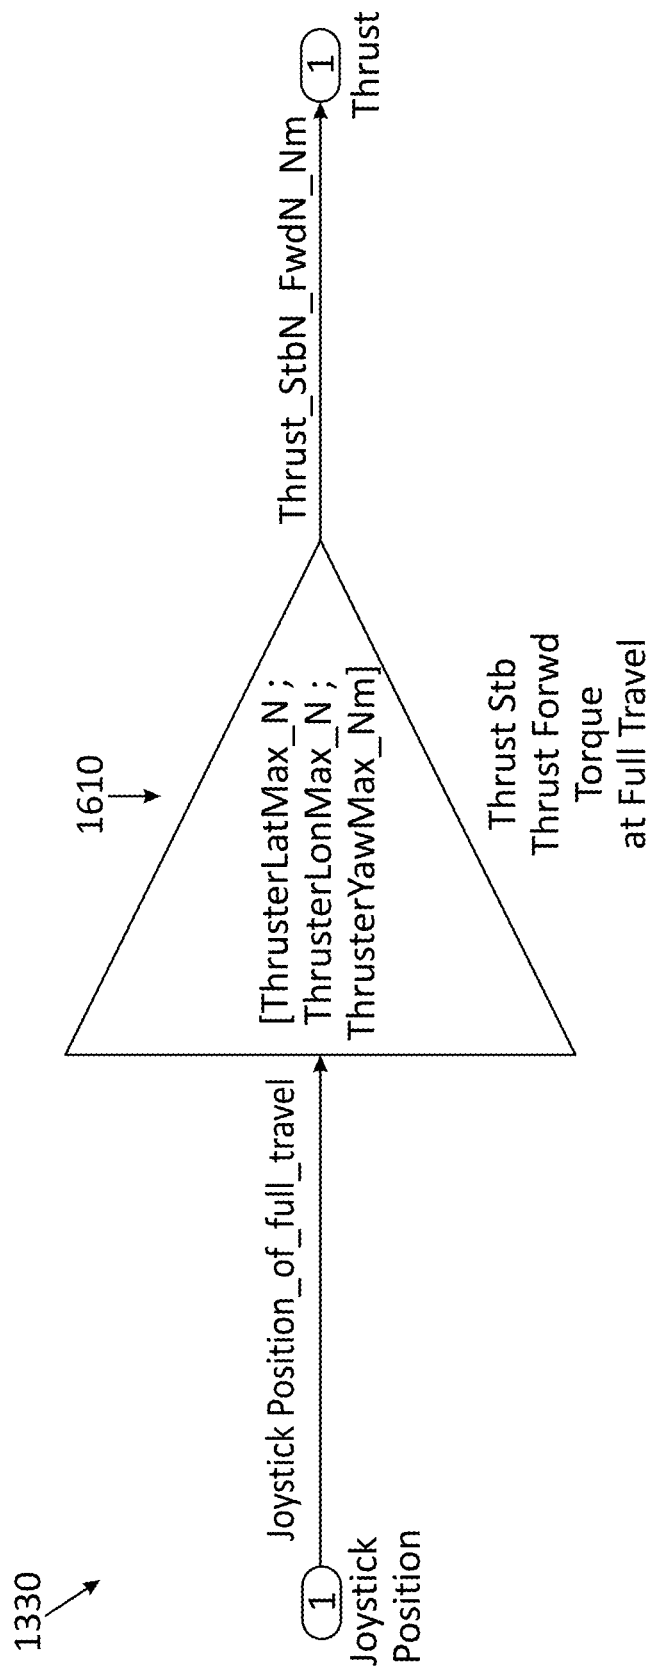 1330
1
Joystick
Position
Joystick Position_of_full_travel
1610
[ThrusterLatMax_N ;
ThrusterLonMax_N ;
ThrusterYawMax_Nm]
Thrust Stb
Thrust Forwd
Torque
at Full Travel
Thrust_StbN_FwdN_Nm
1
Thrust